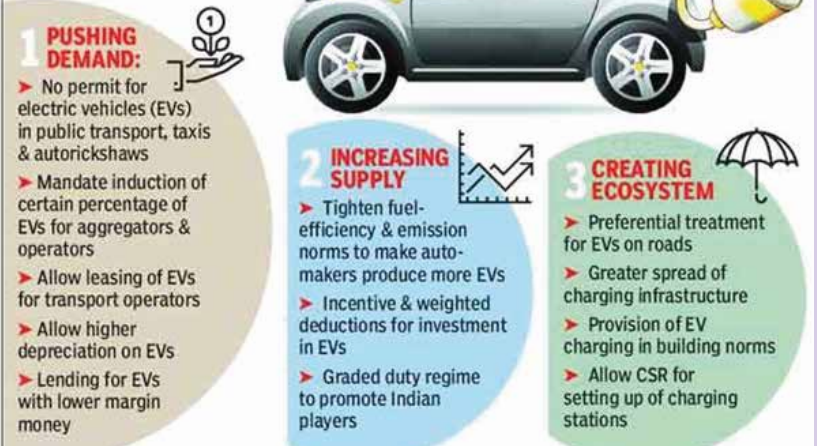 1 PUSHING
DEMAND:
➤ No permit for
electric vehicles (EVs)
in public transport, taxis
& autorickshaws
➤ Mandate induction of
certain percentage of
EVs for aggregators &
operators
➤ Allow leasing of EVs
for transport operators
➤ Allow higher
depreciation on EVs
➤ Lending for EVs
with lower margin
money
1
2 INCREASING
SUPPLY
➤ Tighten fuel-
efficiency & emission
norms to make auto-
makers produce more EVs
➤ Incentive & weighted
deductions for investment
in EVs
➤ Graded duty regime
to promote Indian
players
3 CREATING
ECOSYSTEM
➤ Preferential treatment
for EVs on roads
➤ Greater spread of
charging infrastructure
➤ Provision of EV
charging in building norms
➤ Allow CSR for
setting up of charging
stations